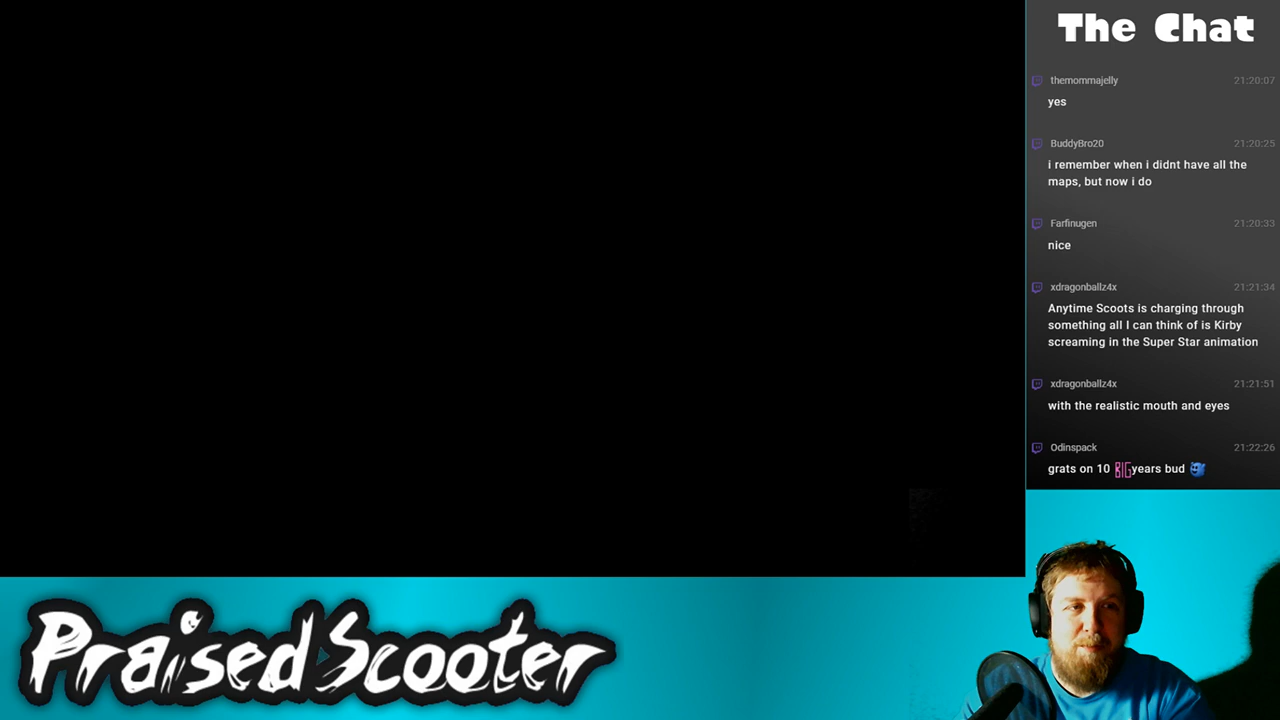 The Chat
themommajelly 21:20:07
yes
BuddyBro20 21:20:25
i remember when i didnt have all the
maps, but now i do
Farfinugen 21:20:33
nice
xdragonballz4x 21:21:34
Anytime Scoots is charging through
something all I can think of is Kirby
screaming in the Super Star animation
xdragonballz4x 21:21:51
with the realistic mouth and eyes
Odinspack 21:22:26
grats on 10 BIG years bud
PraisedScooter